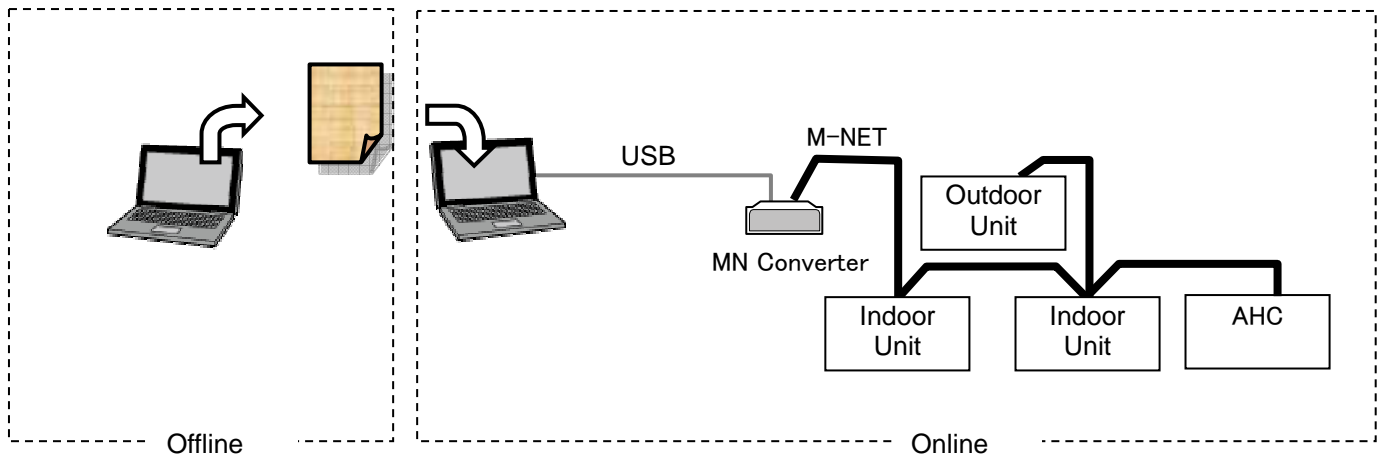 M-NET
USB
Outdoor
Unit
MN Converter
Indoor
Unit
Indoor
Unit
AHC
Offline
Online